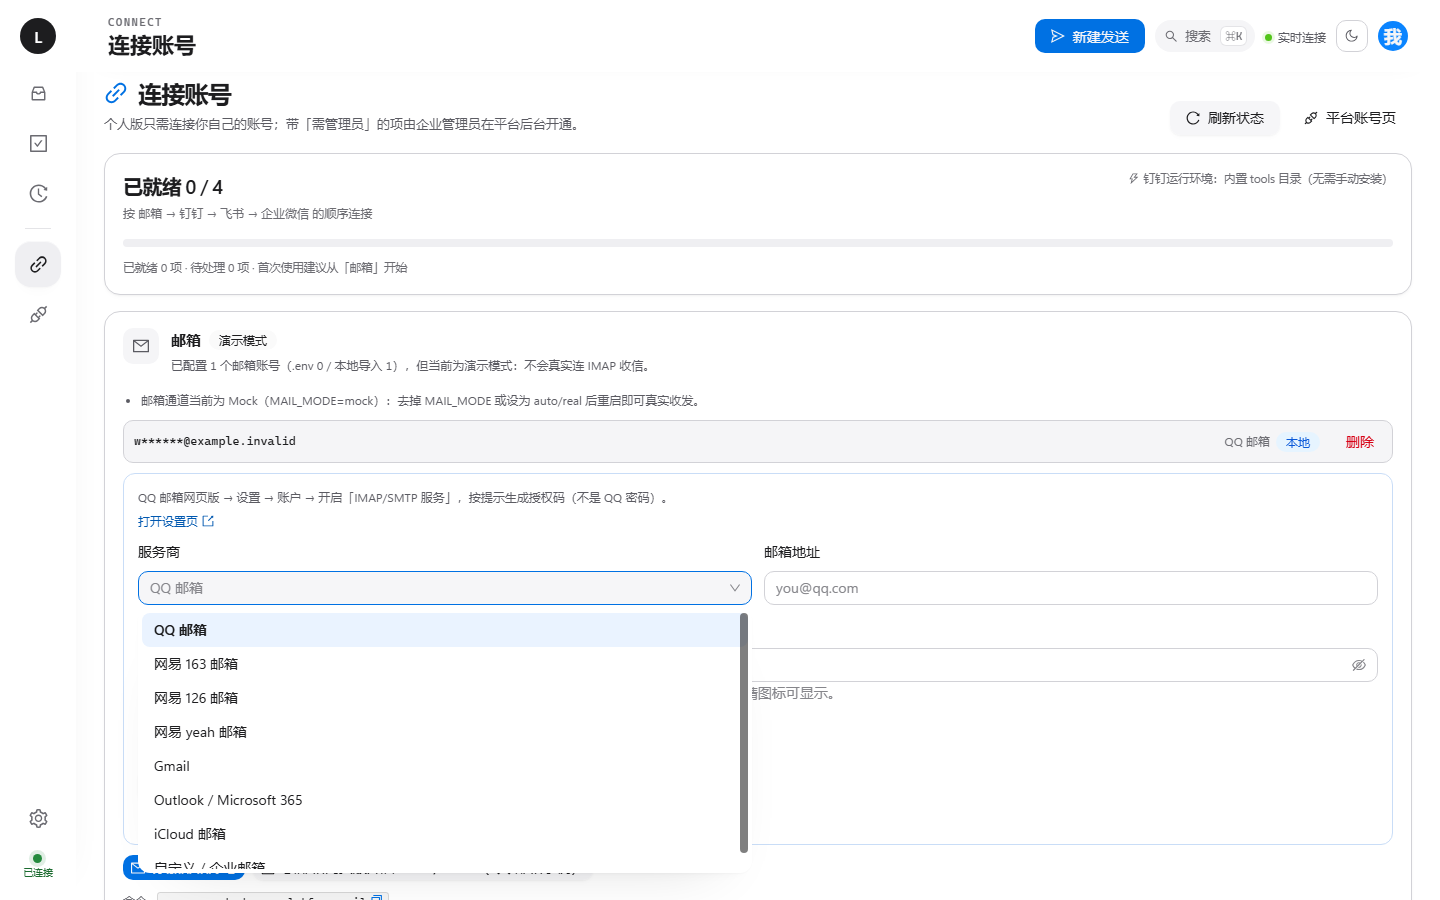 L
CONNECT
连接账号
新建发送
搜索 ⌘K
实时连接
我
连接账号
个人版只需连接你自己的账号；带「需管理员」的项由企业管理员在平台后台开通。
刷新状态
平台账号页
已就绪 0 / 4
钉钉运行环境：内置 tools 目录（无需手动安装）
按 邮箱 → 钉钉 → 飞书 → 企业微信 的顺序连接
已就绪 0 项 · 待处理 0 项 · 首次使用建议从「邮箱」开始
邮箱 演示模式
已配置 1 个邮箱账号（.env 0 / 本地导入 1），但当前为演示模式：不会真实连 IMAP 收信。
• 邮箱通道当前为 Mock（MAIL_MODE=mock）：去掉 MAIL_MODE 或设为 auto/real 后重启即可真实收发。
w******@example.invalid
QQ 邮箱 本地 删除
QQ 邮箱网页版 → 设置 → 账户 → 开启「IMAP/SMTP 服务」，按提示生成授权码（不是 QQ 密码）。
打开设置页
服务商
邮箱地址
QQ 邮箱
you@qq.com
QQ 邮箱
网易 163 邮箱
网易 126 邮箱
网易 yeah 邮箱
Gmail
Outlook / Microsoft 365
iCloud 邮箱
自定义 / 企业邮箱
图标可显示。
已连接